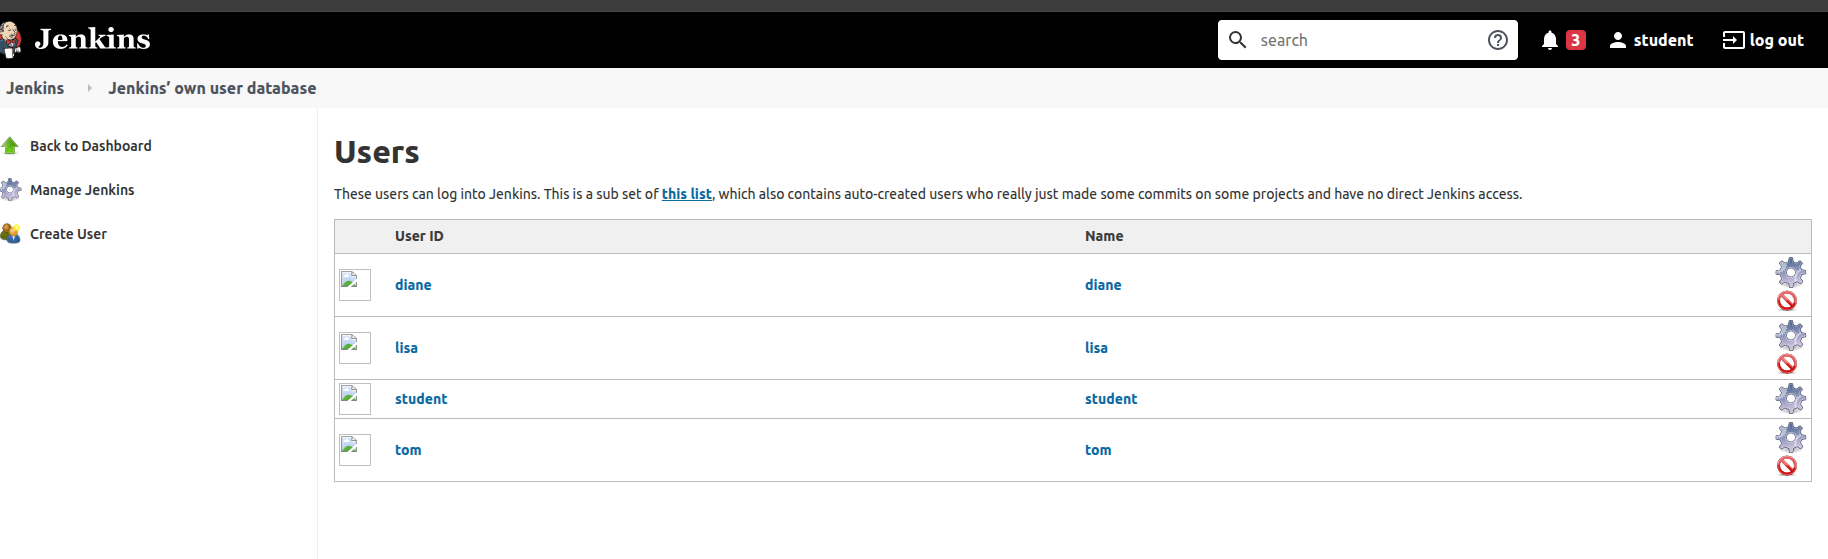 Jenkins
search
3
student
log out
Jenkins
Jenkins’ own user database
Back to Dashboard
Manage Jenkins
Create User
Users
These users can log into Jenkins. This is a sub set of this list, which also contains auto-created users who really just made some commits on some projects and have no direct Jenkins access.
User ID Name
diane diane
lisa lisa
student student
tom tom